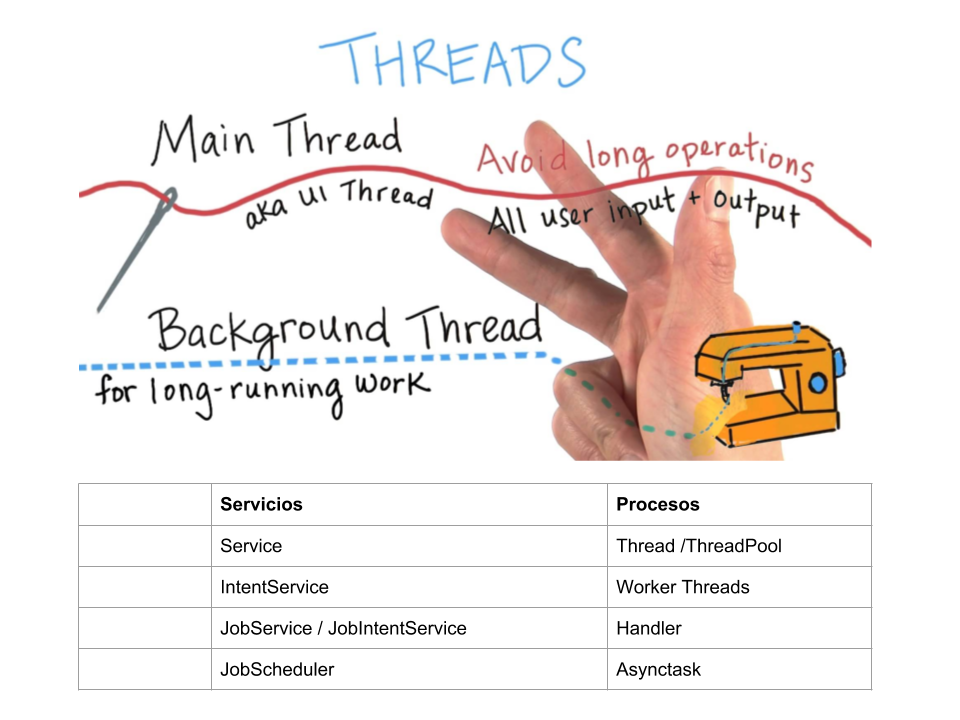 THREADS
Main Thread
Avoid long operations
aka UI Thread
All user input + output
Background Thread
for long-running work
Servicios Procesos
Service Thread /ThreadPool
IntentService Worker Threads
JobService / JobIntentService Handler
JobScheduler Asynctask